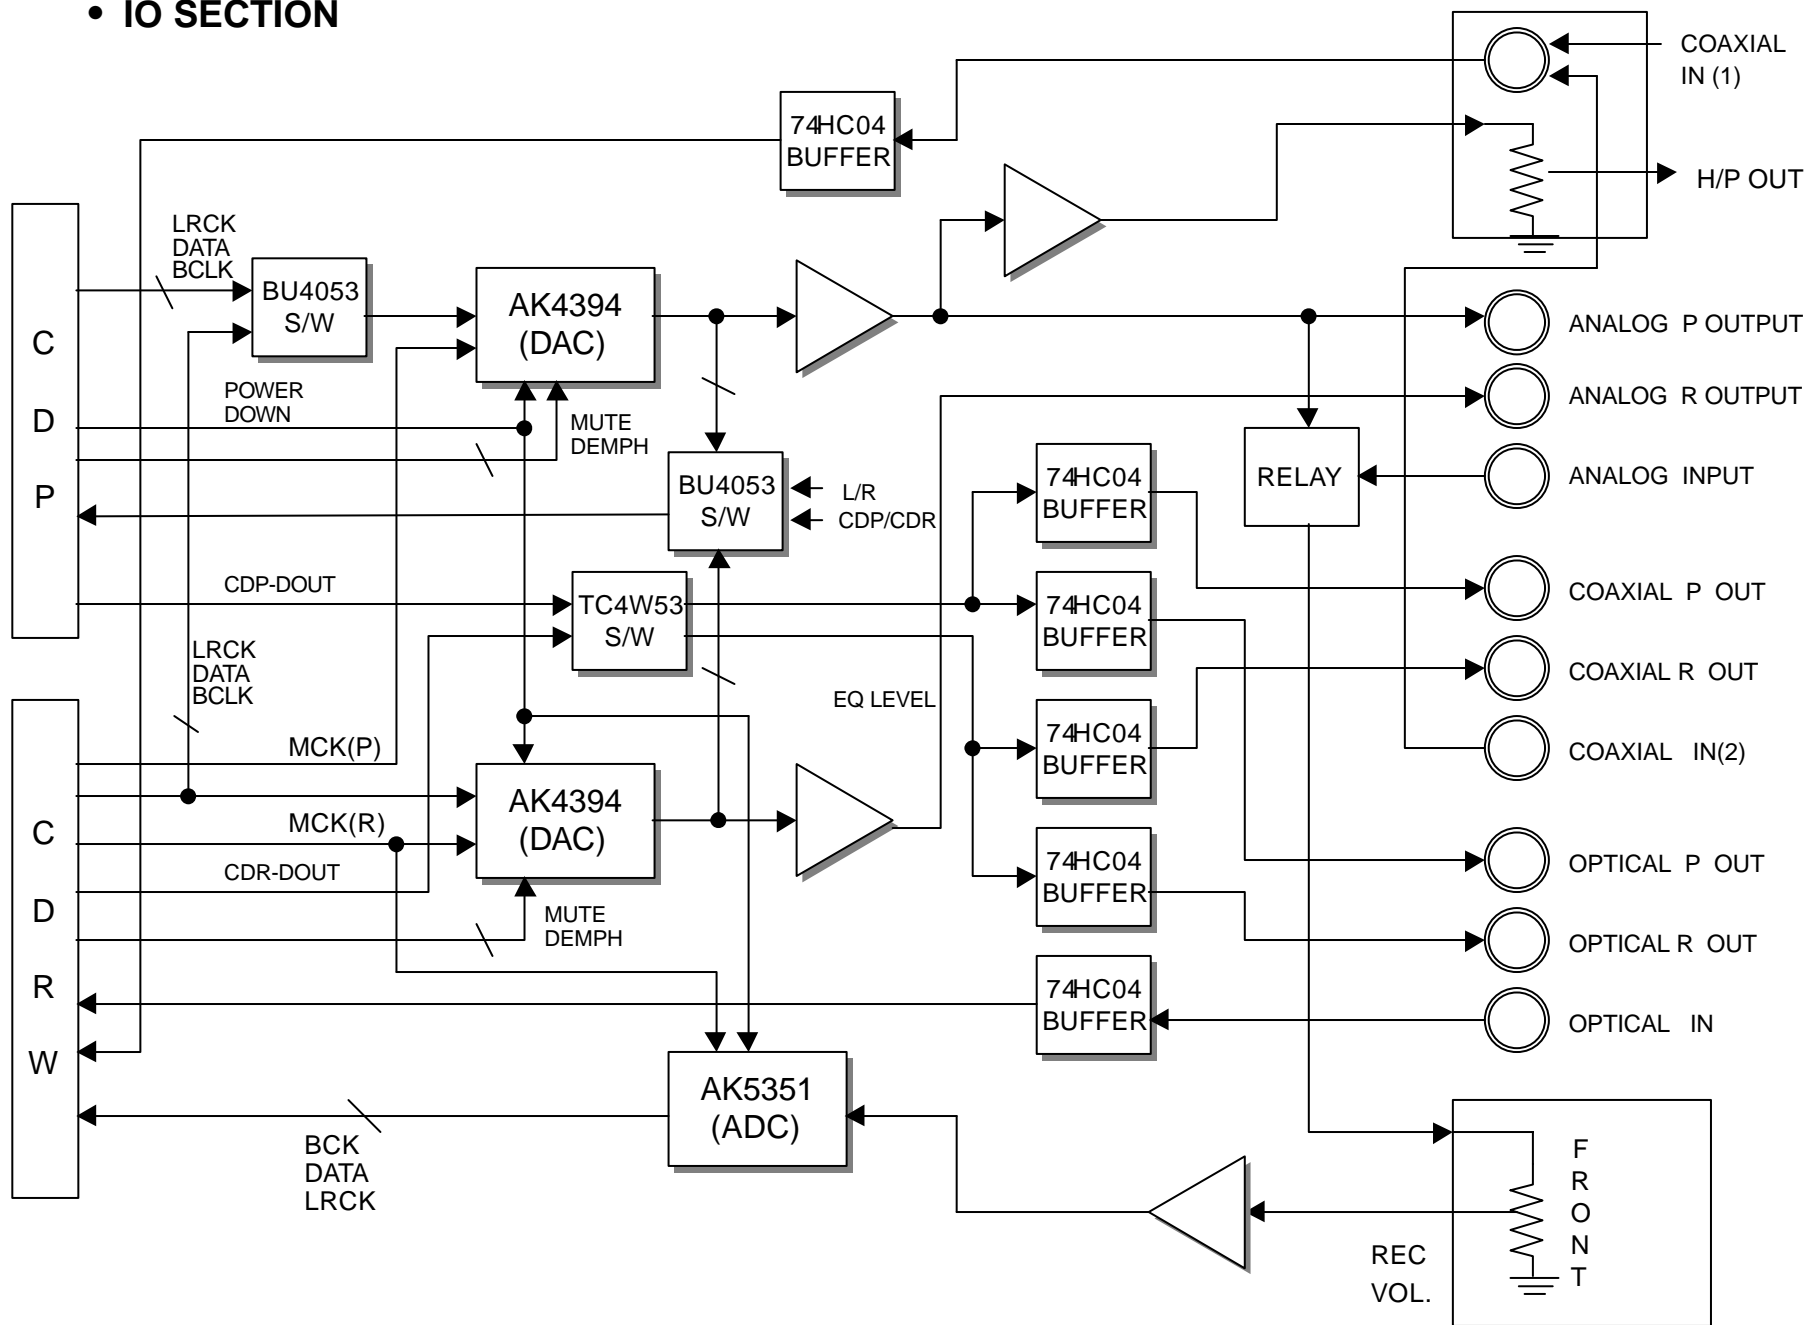 • IO SECTION
COAXIAL
IN (1)
74HC04
BUFFER
H/P OUT
LRCK
DATA
BCLK
BU4053
S/W
AK4394
(DAC)
ANALOG P OUTPUT
C
D
P
POWER
DOWN
MUTE
DEMPH
ANALOG R OUTPUT
BU4053
S/W
L/R
CDP/CDR
74HC04
BUFFER
RELAY
ANALOG INPUT
CDP-DOUT
TC4W53
S/W
74HC04
BUFFER
COAXIAL P OUT
LRCK
DATA
BCLK
EQ LEVEL
COAXIAL R OUT
MCK(P)
74HC04
BUFFER
COAXIAL IN(2)
C
D
R
W
AK4394
(DAC)
MCK(R)
CDR-DOUT
74HC04
BUFFER
OPTICAL P OUT
MUTE
DEMPH
OPTICAL R OUT
74HC04
BUFFER
OPTICAL IN
AK5351
(ADC)
BCK
DATA
LRCK
F
R
O
N
T
REC
VOL.